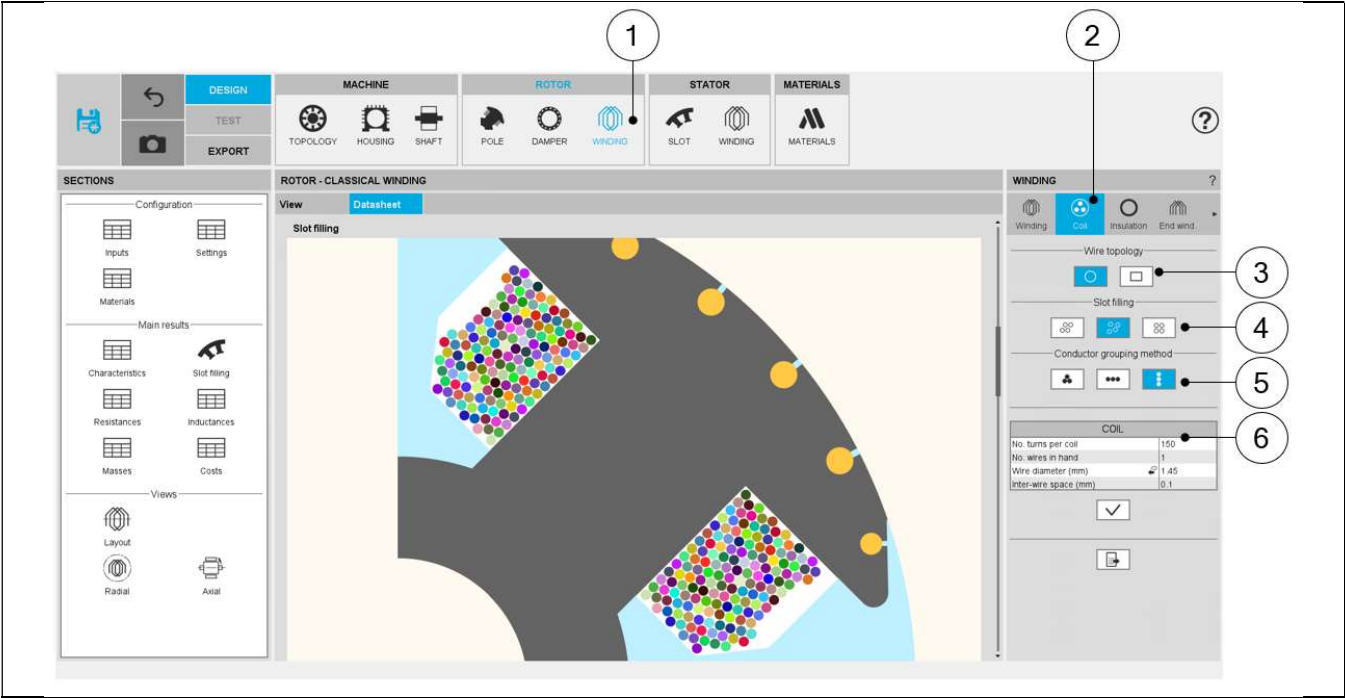 1
2
DESIGN
TEST
EXPORT
MACHINE
TOPOLOGY HOUSING SHAFT
ROTOR
POLE DAMPER WINDING
STATOR
SLOT WINDING
MATERIALS
MATERIALS
?
SECTIONS
Configuration
Inputs Settings
Materials
Main results
Characteristics Slot filling
Resistances Inductances
Masses Costs
Views
Layout
Radial Axial
ROTOR - CLASSICAL WINDING
View Datasheet
Slot filling
WINDING ?
Winding Coil Insulation End wind.
Wire topology
3
Slot filling
4
Conductor grouping method
5
COIL
No. turns per coil 150
6
No. wires in hand 1
Wire diameter (mm) 1.45
Inter-wire space (mm) 0.1